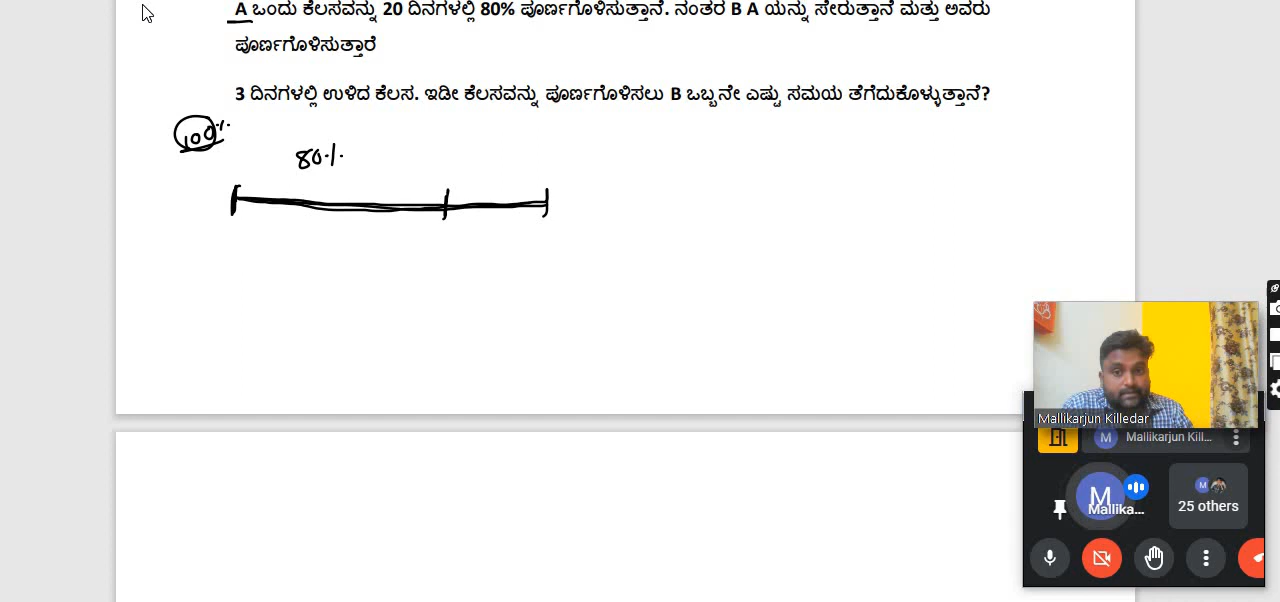 A ಒಂದು ಕೆಲಸವನ್ನು 20 ದಿನಗಳಲ್ಲಿ 80% ಪೂರ್ಣಗೊಳಿಸುತ್ತಾನೆ. ನಂತರ B A ಯನ್ನು ಸೇರುತ್ತಾನೆ ಮತ್ತು ಅವರು
ಪೂರ್ಣಗೊಳಿಸುತ್ತಾರೆ
3 ದಿನಗಳಲ್ಲಿ ಉಳಿದ ಕೆಲಸ. ಇಡೀ ಕೆಲಸವನ್ನು ಪೂರ್ಣಗೊಳಿಸಲು B ಒಬ್ಬನೇ ಎಷ್ಟು ಸಮಯ ತೆಗೆದುಕೊಳ್ಳುತ್ತಾನೆ?
100%
80%
Mallikarjun Killedar
M Mallikarjun Kill...
M
M
Mallika...
25 others